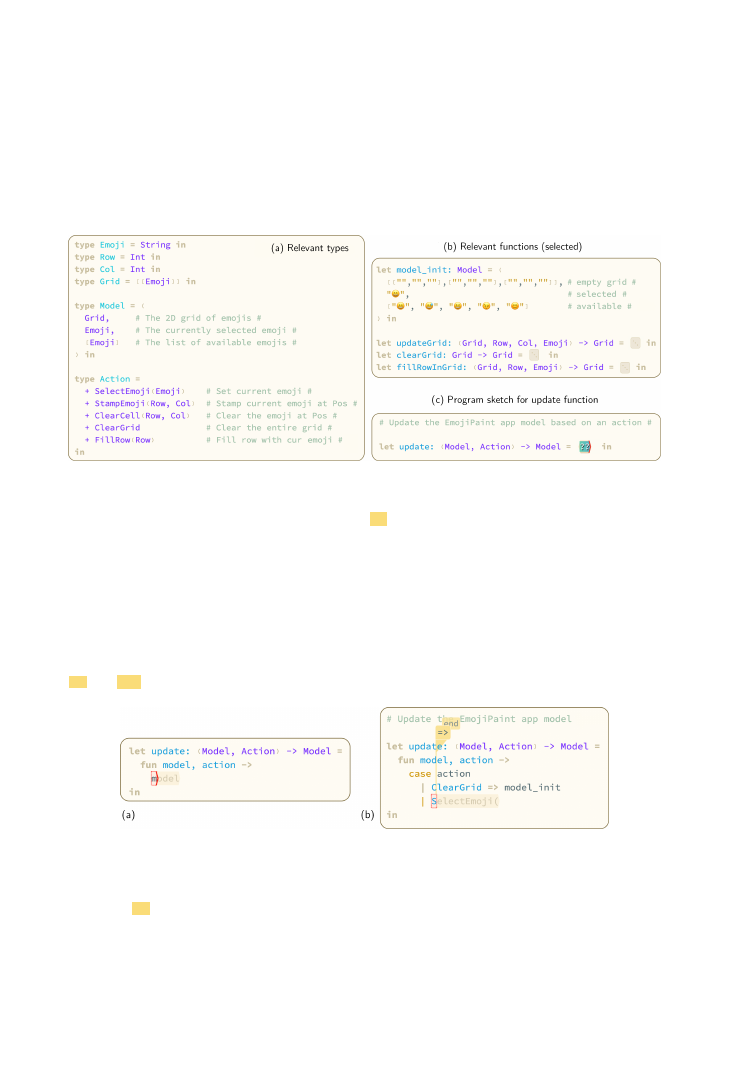 (a) Relevant types
type Emoji = String in
type Row = Int in
type Col = Int in
type Grid = [[Emoji]] in
type Model = (
Grid, # The 2D grid of emojis #
Emoji, # The currently selected emoji #
[Emoji] # The list of available emojis #
) in
type Action =
+ SelectEmoji(Emoji) # Set current emoji #
+ StampEmoji(Row, Col) # Stamp current emoji at Pos #
+ ClearCell(Row, Col) # Clear the emoji at Pos #
+ ClearGrid # Clear the entire grid #
+ FillRow(Row) # Fill row with cur emoji #
in
(b) Relevant functions (selected)
let model_init: Model = (
[["","",""],["","",""],["","",""]], # empty grid #
"😀", # selected #
["😀", "😀", "😀", "😀", "😀"] # available #
) in
let updateGrid: (Grid, Row, Col, Emoji) -> Grid = in
let clearGrid: Grid -> Grid = in
let fillRowInGrid: (Grid, Row, Emoji) -> Grid = in
(c) Program sketch for update function
# Update the EmojiPaint app model based on an action #
let update: (Model, Action) -> Model = ?? in
let update: (Model, Action) -> Model =
fun model, action ->
model
in
(a)
# Update the EmojiPaint app model
end
=>
let update: (Model, Action) -> Model =
fun model, action ->
case action
| ClearGrid => model_init
| SelectEmoji(
in
(b)